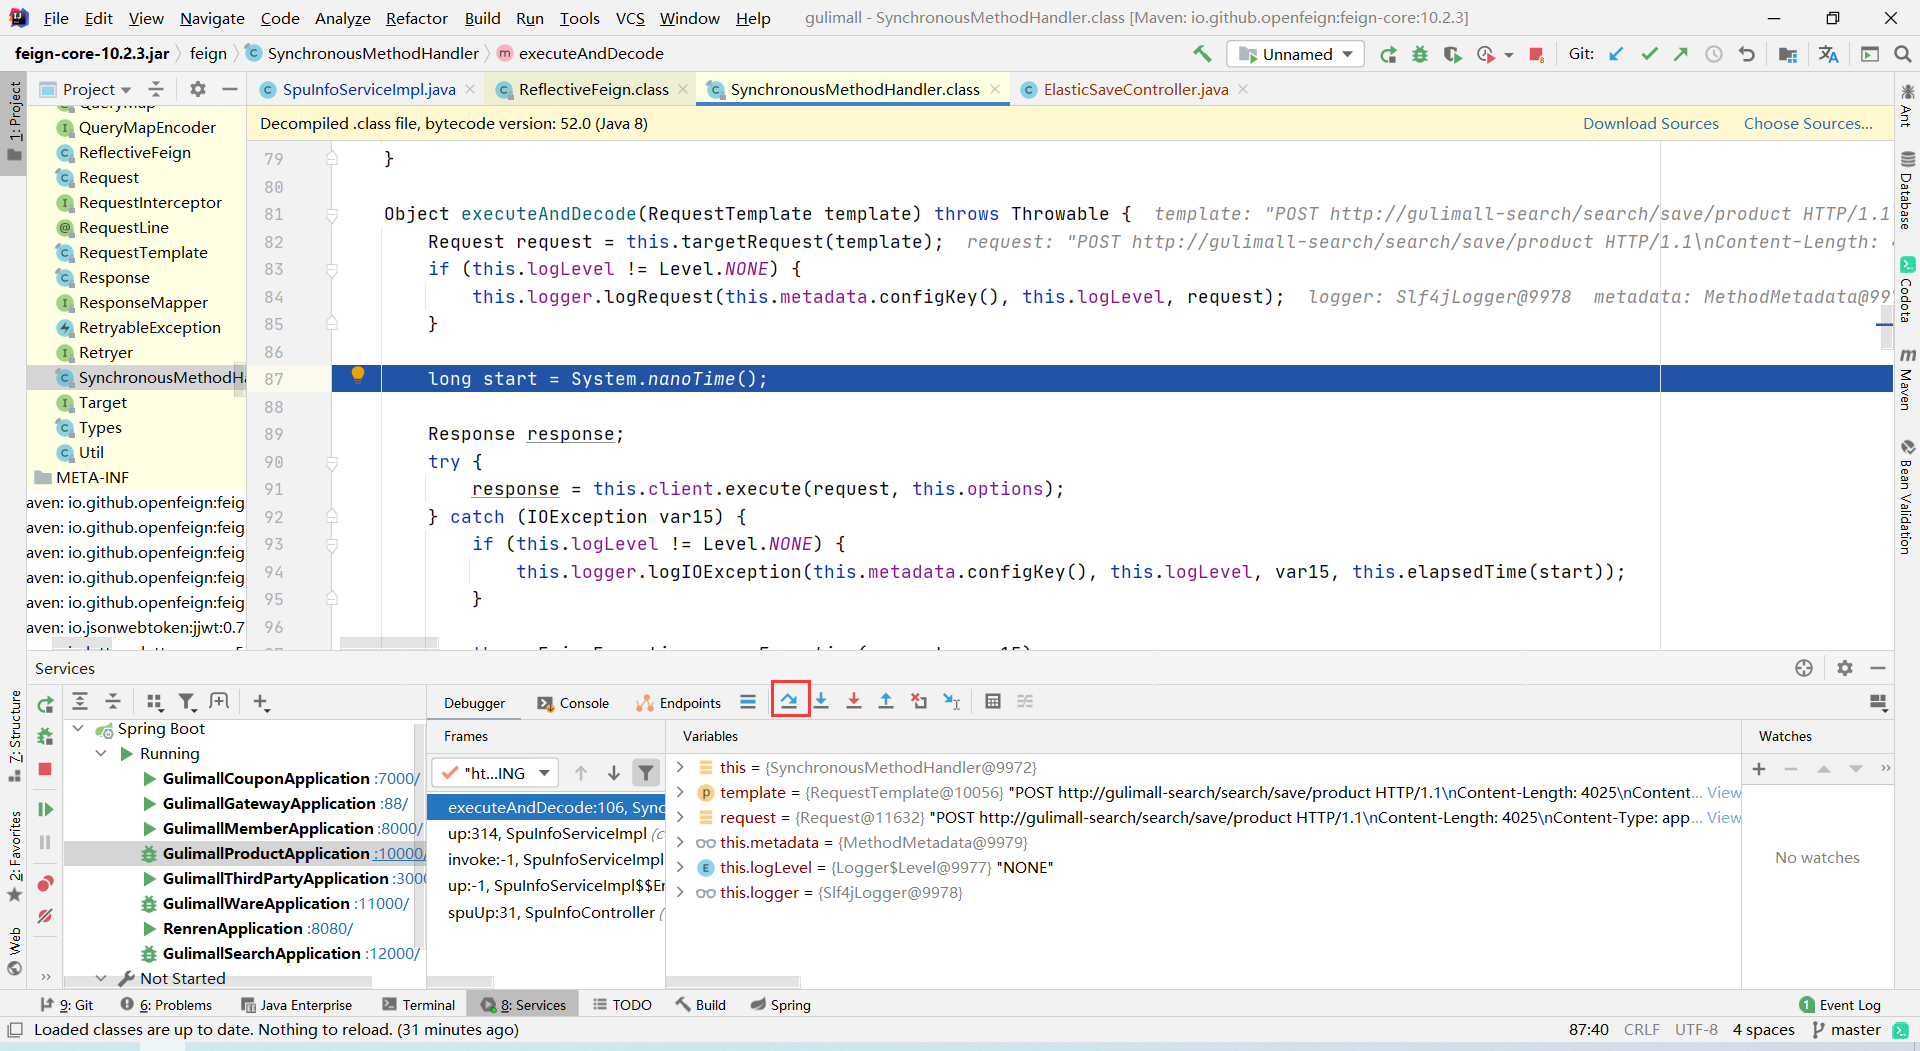 File Edit View Navigate Code Analyze Refactor Build Run Tools VCS Window Help gulimall - SynchronousMethodHandler.class [Maven: io.github.openfeign:feign-core:10.2.3]
feign-core-10.2.3.jar feign SynchronousMethodHandler executeAndDecode Unnamed Git:
1: Project
Project
SpuInfoServiceImpl.java ReflectiveFeign.class SynchronousMethodHandler.class ElasticSaveController.java
Decompiled .class file, bytecode version: 52.0 (Java 8) Download Sources Choose Sources...
QueryMap
QueryMapEncoder
ReflectiveFeign
Request
RequestInterceptor
RequestLine
RequestTemplate
Response
ResponseMapper
RetryableException
Retryer
SynchronousMethodHa
Target
Types
Util
META-INF
aven: io.github.openfeign:feig
aven: io.github.openfeign:feig
aven: io.github.openfeign:feig
aven: io.github.openfeign:feig
aven: io.github.openfeign:feig
aven: io.jsonwebtoken:jjwt:0.7
79 }
80
81 Object executeAndDecode(RequestTemplate template) throws Throwable { template: "POST http://gulimall-search/search/save/product HTTP/1.1
82 Request request = this.targetRequest(template); request: "POST http://gulimall-search/search/save/product HTTP/1.1\nContent-Length: 4
83 if (this.logLevel != Level.NONE) {
84 this.logger.logRequest(this.metadata.configKey(), this.logLevel, request); logger: Slf4jLogger@9978 metadata: MethodMetadata@99
85 }
86
87 long start = System.nanoTime();
88
89 Response response;
90 try {
91 response = this.client.execute(request, this.options);
92 } catch (IOException var15) {
93 if (this.logLevel != Level.NONE) {
94 this.logger.logIOException(this.metadata.configKey(), this.logLevel, var15, this.elapsedTime(start));
95 }
96
Ant
Database
Codota
Maven
Bean Validation
Services
7: Structure
2: Favorites
Web
Debugger Console Endpoints
Spring Boot
Running
GulimallCouponApplication :7000/
GulimallGatewayApplication :88/
GulimallMemberApplication :8000/
GulimallProductApplication :10000/
GulimallThirdPartyApplication :3000
GulimallWareApplication :11000/
RenrenApplication :8080/
GulimallSearchApplication :12000/
Not Started
Frames
"ht...ING
executeAndDecode:106, Sync
up:314, SpuInfoServiceImpl (c
invoke:-1, SpuInfoServiceImpl
up:-1, SpuInfoServiceImpl$$En
spuUp:31, SpuInfoController (
Variables
this = {SynchronousMethodHandler@9972}
template = {RequestTemplate@10056} "POST http://gulimall-search/search/save/product HTTP/1.1\nContent-Length: 4025\nContent... View
request = {Request@11632} "POST http://gulimall-search/search/save/product HTTP/1.1\nContent-Length: 4025\nContent-Type: app... View
this.metadata = {MethodMetadata@9979}
this.logLevel = {Logger$Level@9977} "NONE"
this.logger = {Slf4jLogger@9978}
Watches
No watches
9: Git 6: Problems Java Enterprise Terminal 8: Services TODO Build Spring 1 Event Log
Loaded classes are up to date. Nothing to reload. (31 minutes ago) 87:40 CRLF UTF-8 4 spaces master